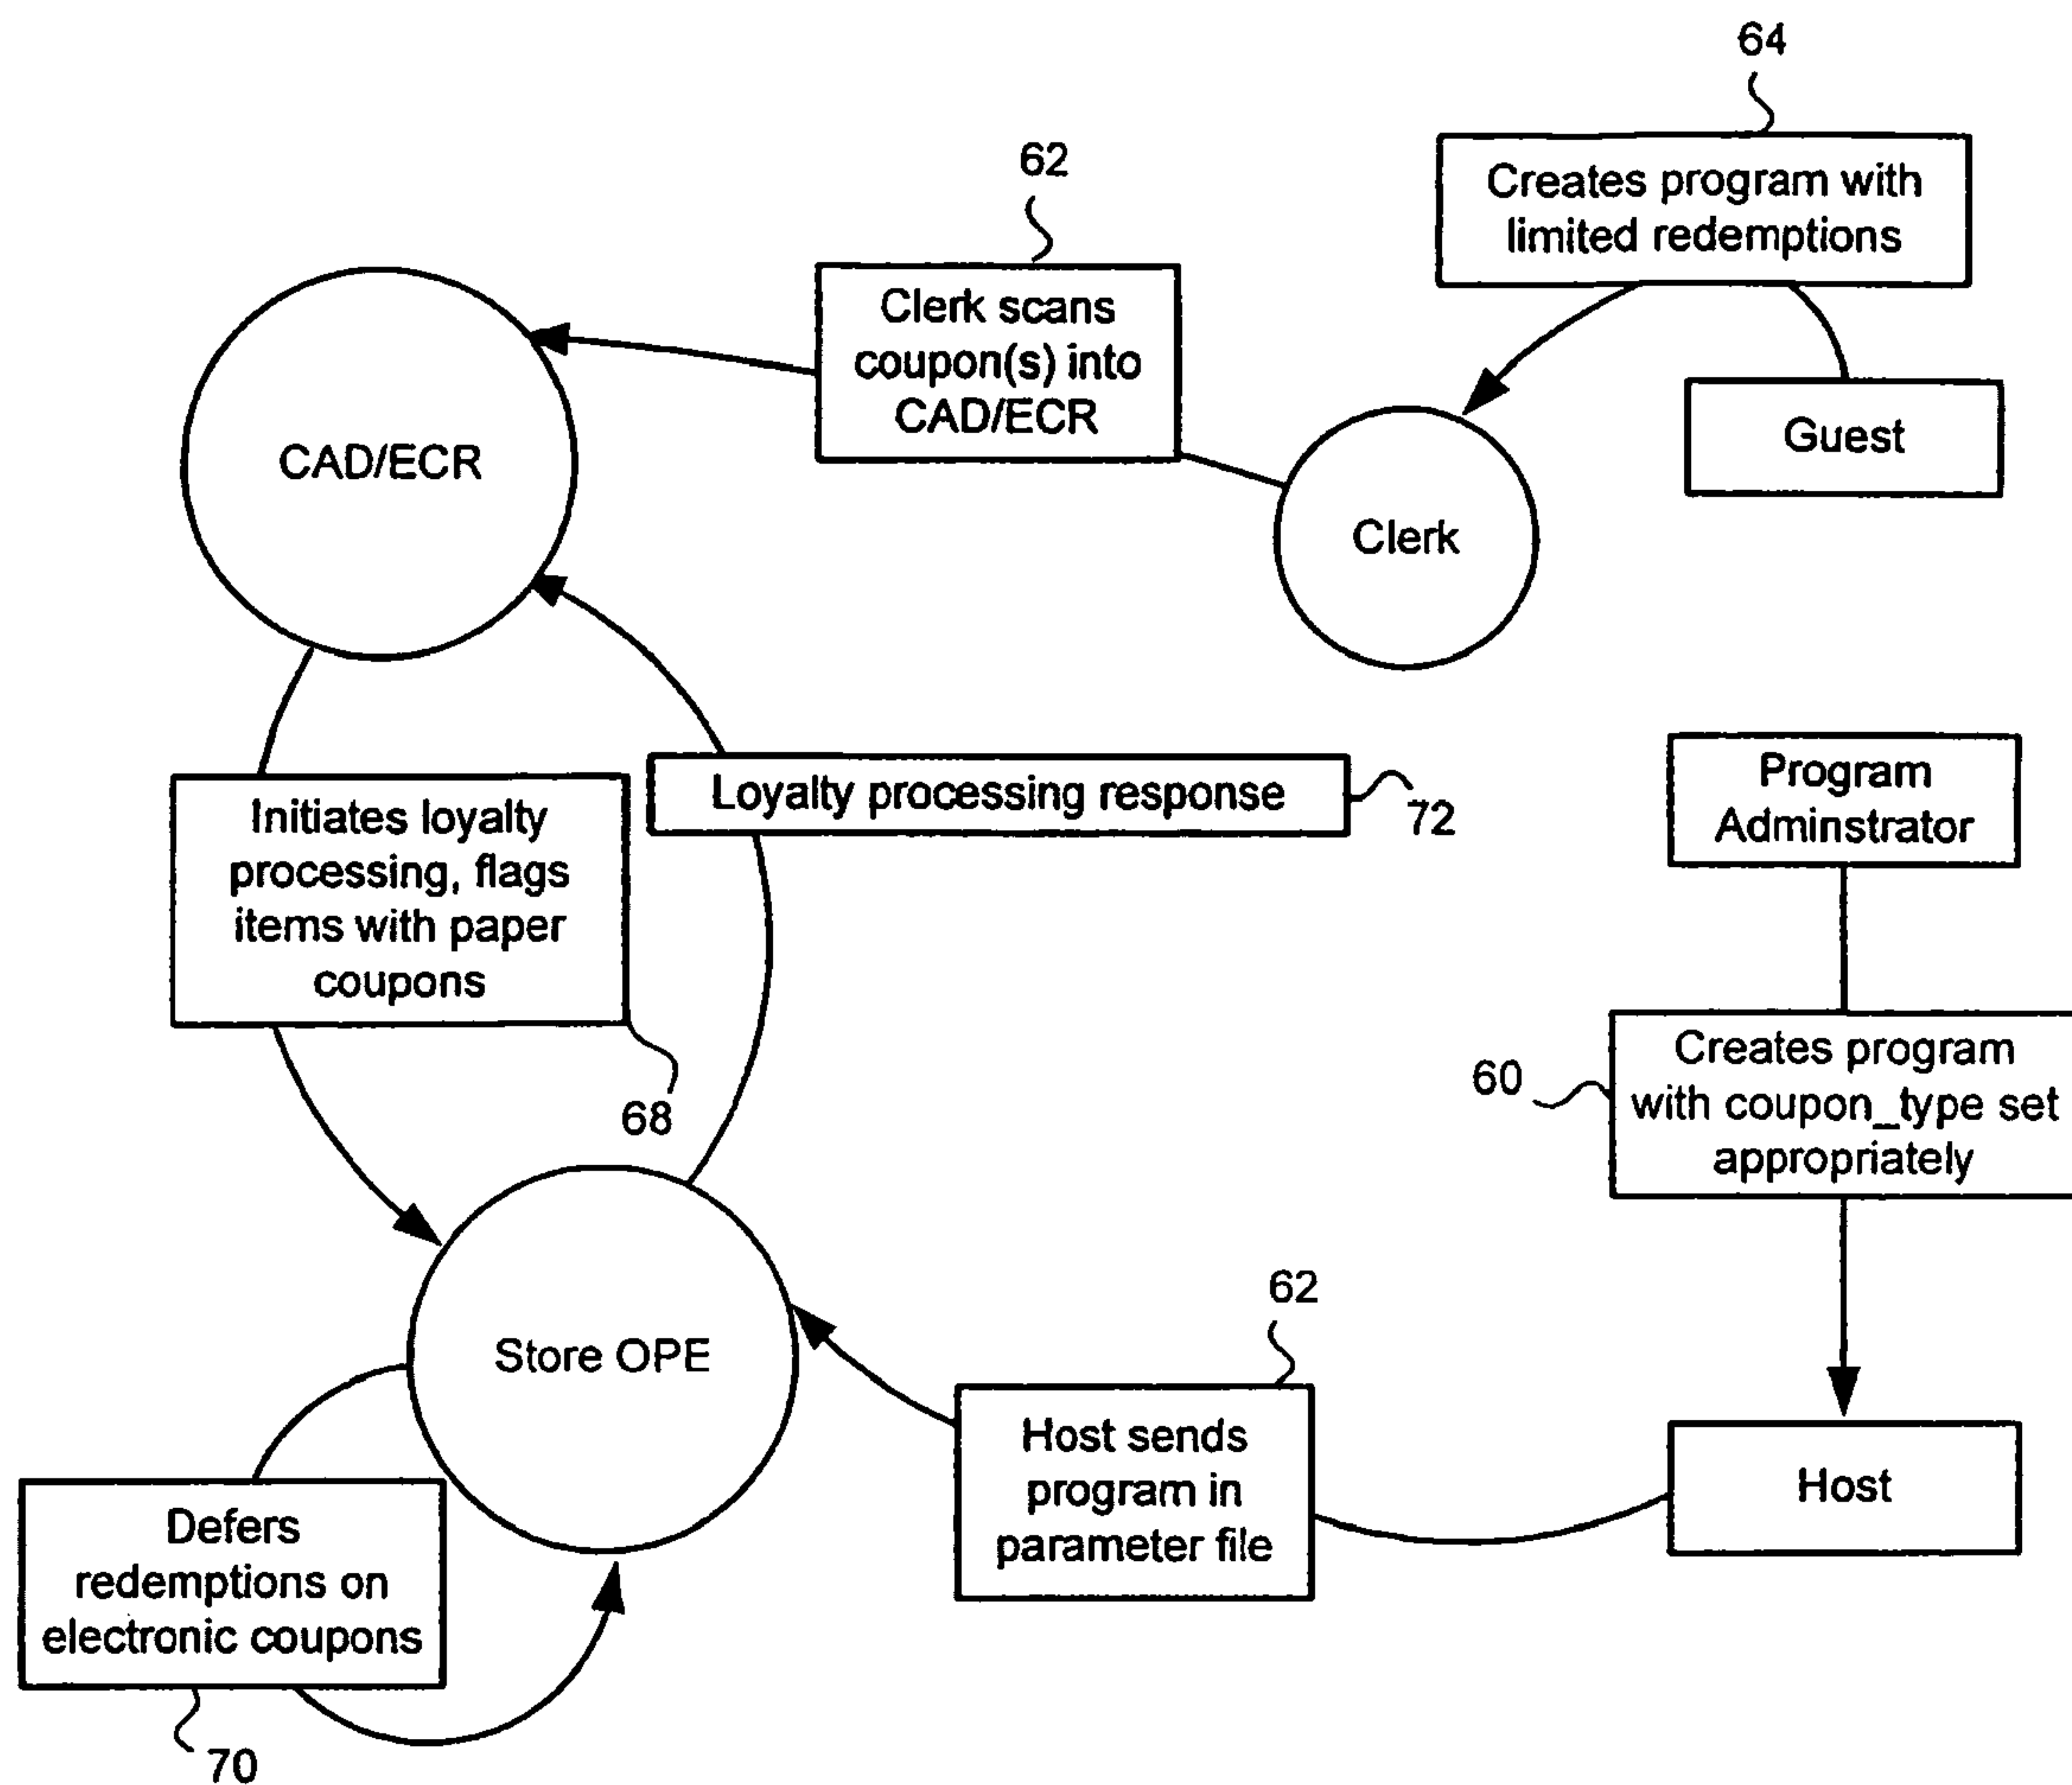 64
62
Creates program with
limited redemptions
Clerk scans
coupon(s) into
CAD/ECR
CAD/ECR
Guest
Clerk
Loyalty processing response
72
Program
Adminstrator
Initiates loyalty
processing, flags
items with paper
coupons
68
60
Creates program
with coupon_type set
appropriately
62
Store OPE
Host sends
program in
parameter file
Host
Defers
redemptions on
electronic coupons
70